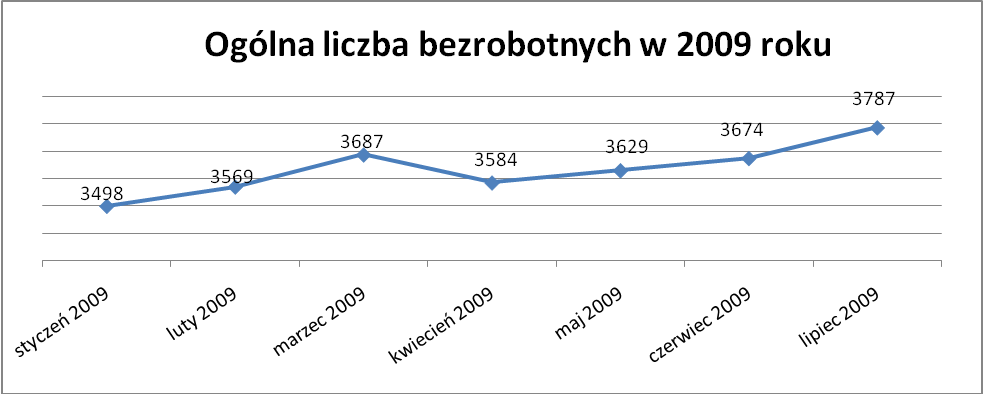 Ogólna liczba bezrobotnych w 2009 roku
3498
3569
3687
3584
3629
3674
3787
styczeń 2009
luty 2009
marzec 2009
kwiecień 2009
maj 2009
czerwiec 2009
lipiec 2009